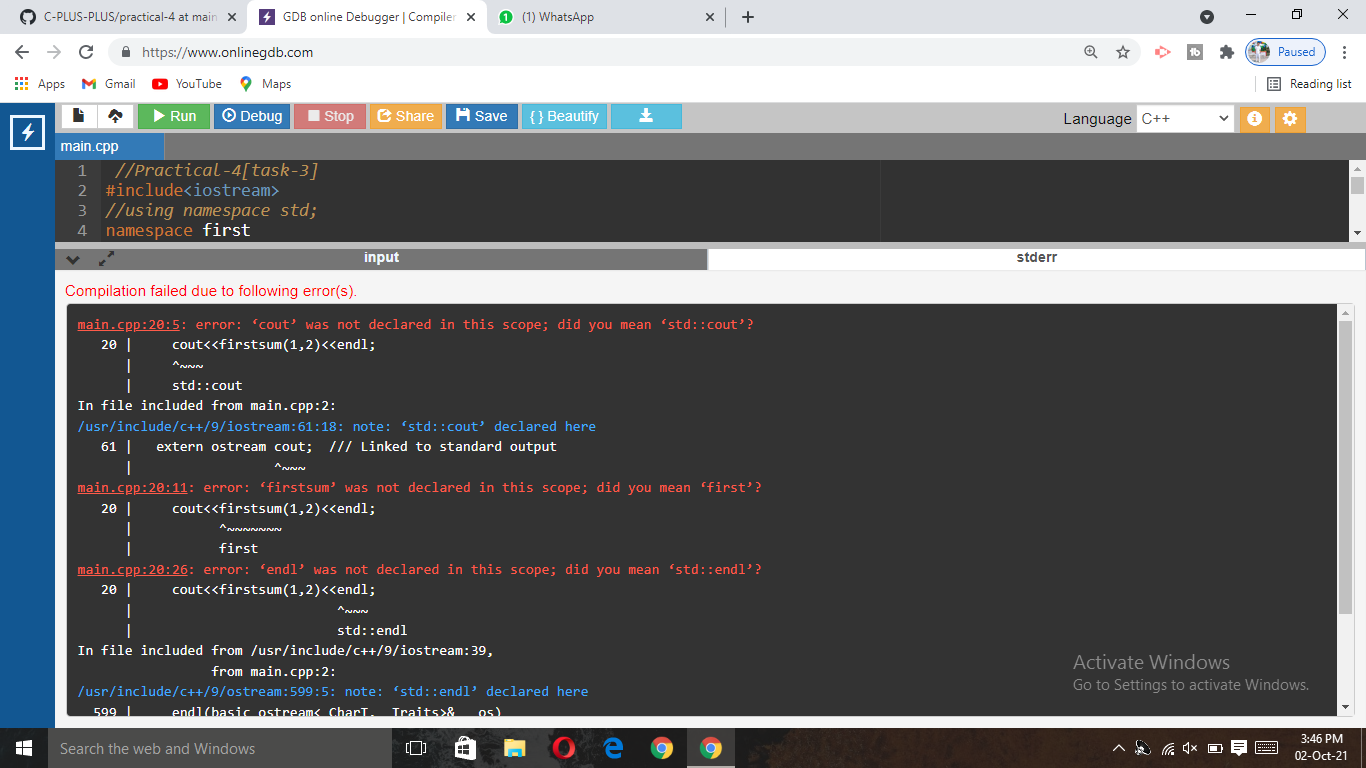 C-PLUS-PLUS/practical-4 at main
GDB online Debugger | Compiler
(1) WhatsApp
https://www.onlinegdb.com
Paused
Apps
Gmail
YouTube
Maps
Reading list
Run
Debug
Stop
Share
Save
{ } Beautify
Language
C++
main.cpp
1 //Practical-4[task-3]
2 #include<iostream>
3 //using namespace std;
4 namespace first
input
stderr
Compilation failed due to following error(s).
main.cpp:20:5: error: ‘cout’ was not declared in this scope; did you mean ‘std::cout’?
20 | cout<<firstsum(1,2)<<endl;
| ^~~~
| std::cout
In file included from main.cpp:2:
/usr/include/c++/9/iostream:61:18: note: ‘std::cout’ declared here
61 | extern ostream cout; /// Linked to standard output
| ^~~~
main.cpp:20:11: error: ‘firstsum’ was not declared in this scope; did you mean ‘first’?
20 | cout<<firstsum(1,2)<<endl;
| ^~~~~~~~
| first
main.cpp:20:26: error: ‘endl’ was not declared in this scope; did you mean ‘std::endl’?
20 | cout<<firstsum(1,2)<<endl;
| ^~~~
| std::endl
In file included from /usr/include/c++/9/iostream:39,
from main.cpp:2:
/usr/include/c++/9/ostream:599:5: note: ‘std::endl’ declared here
599 | endl(basic_ostream<_CharT, _Traits>& __os)
Activate Windows
Go to Settings to activate Windows.
Search the web and Windows
3:46 PM
02-Oct-21